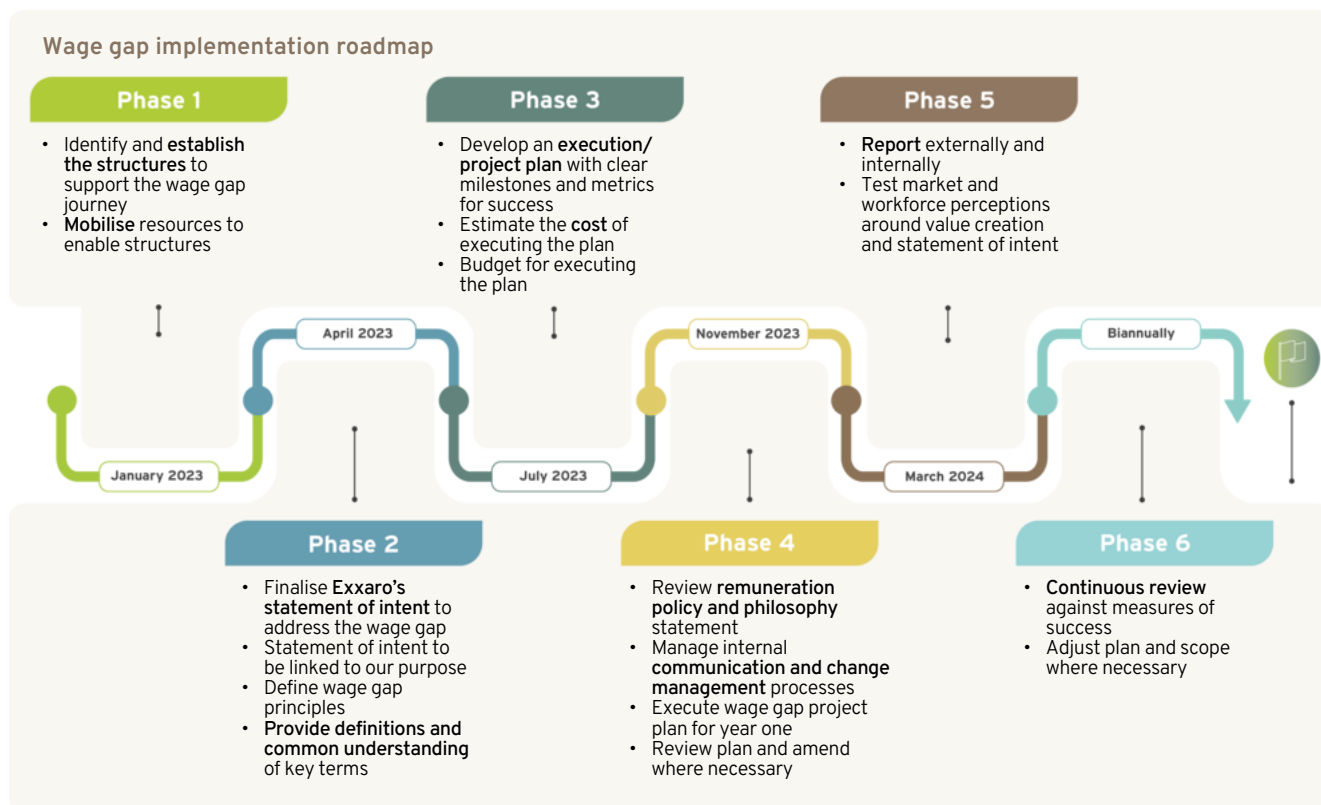 Wage gap implementation roadmap
Phase 1
• Identify and establish
the structures to
support the wage gap
journey
• Mobilise resources to
enable structures
Phase 3
• Develop an execution/
project plan with clear
milestones and metrics
for success
• Estimate the cost of
executing the plan
• Budget for executing
the plan
Phase 5
• Report externally and
internally
• Test market and
workforce perceptions
around value creation
and statement of intent
January 2023
April 2023
July 2023
November 2023
March 2024
Biannually
Phase 2
• Finalise Exxaro’s
statement of intent to
address the wage gap
• Statement of intent to
be linked to our purpose
• Define wage gap
principles
• Provide definitions and
common understanding
of key terms
Phase 4
• Review remuneration
policy and philosophy
statement
• Manage internal
communication and change
management processes
• Execute wage gap project
plan for year one
• Review plan and amend
where necessary
Phase 6
• Continuous review
against measures of
success
• Adjust plan and scope
where necessary